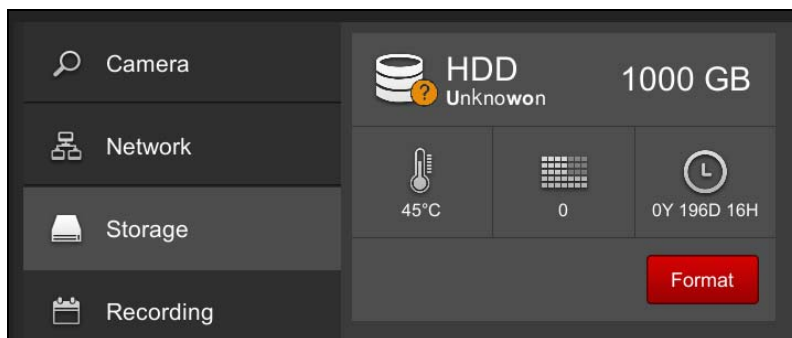 Camera
Network
Storage
Recording
HDD
Unknowon
1000 GB
?
45°C
0
0Y 196D 16H
Format